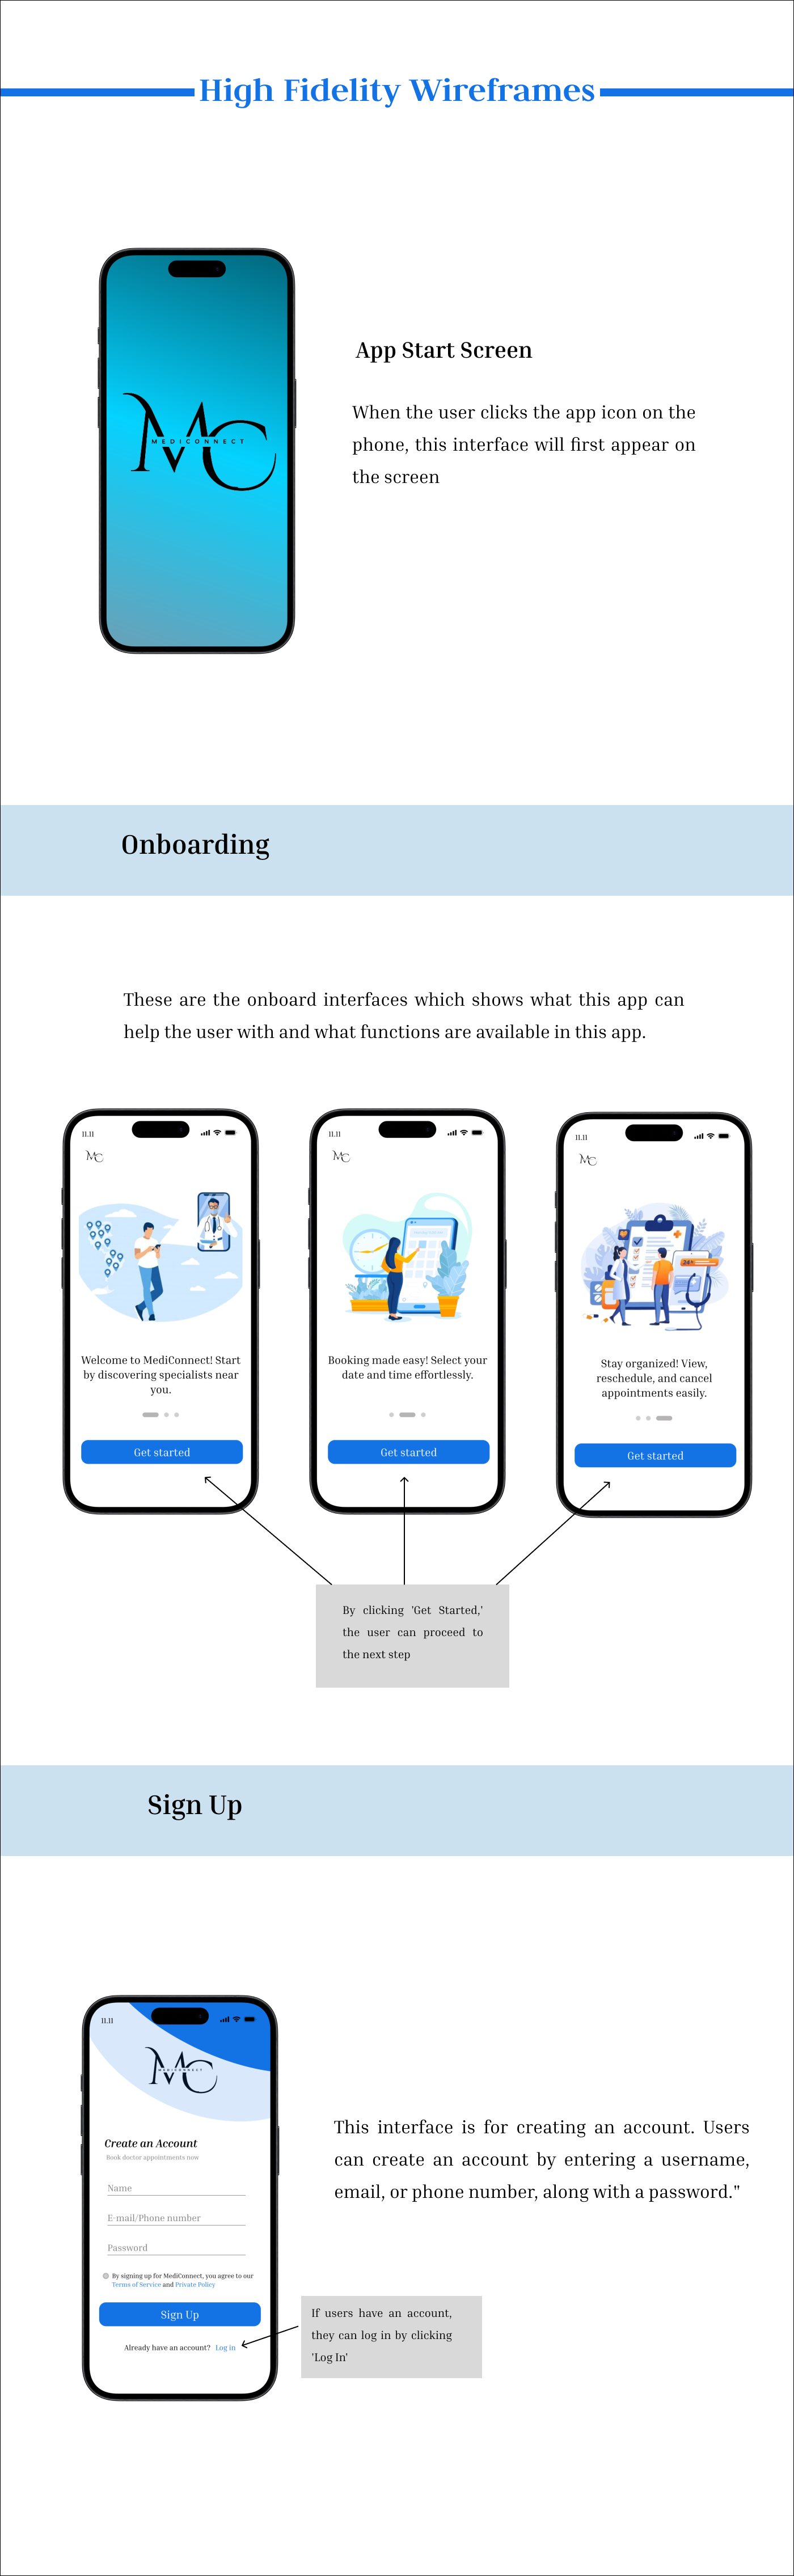 High Fidelity Wireframes
MC
MEDICONNECT
App Start Screen
When the user clicks the app icon on the
phone, this interface will first appear on
the screen
Onboarding
These are the onboard interfaces which shows what this app can
help the user with and what functions are available in this app.
11.11
MC
Welcome to MediConnect! Start
by discovering specialists near
you.
Get started
11.11
MC
Booking made easy! Select your
date and time effortlessly.
Get started
11.11
MC
Stay organized! View,
reschedule, and cancel
appointments easily.
Get started
By clicking 'Get Started,'
the user can proceed to
the next step
Sign Up
11.11
MC
MEDICONNECT
Create an Account
Book doctor appointments now
Name
E-mail/Phone number
Password
By signing up for MediConnect, you agree to our
Terms of Service and Private Policy
Sign Up
Already have an account? Log in
This interface is for creating an account. Users
can create an account by entering a username,
email, or phone number, along with a password."
If users have an account,
they can log in by clicking
'Log In'